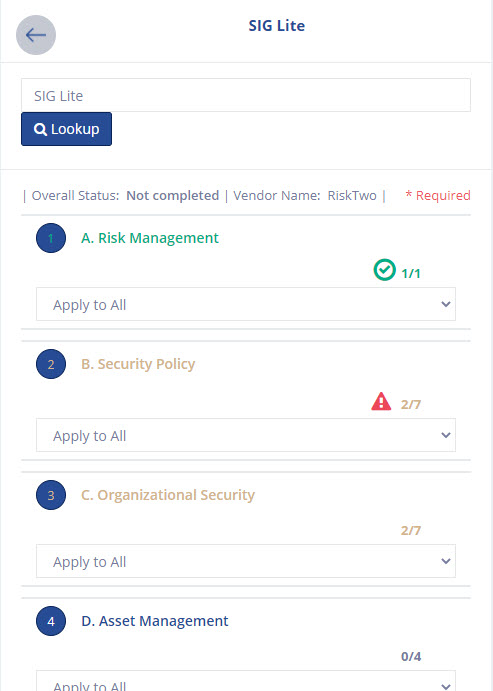 SIG Lite
SIG Lite
Lookup
| Overall Status: Not completed | Vendor Name: RiskTwo | * Required
1 A. Risk Management
1/1
Apply to All
2 B. Security Policy
2/7
Apply to All
3 C. Organizational Security
2/7
Apply to All
4 D. Asset Management
0/4
Apply to All